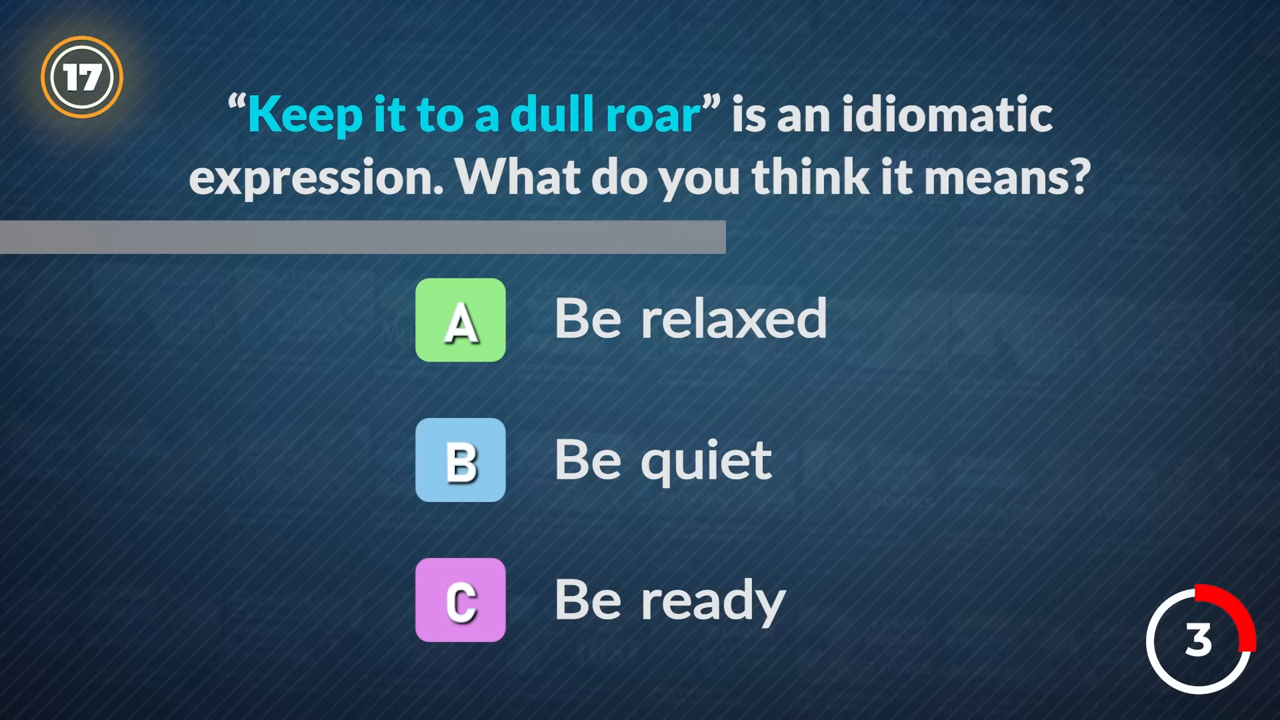 17
“Keep it to a dull roar” is an idiomatic
expression. What do you think it means?
A Be relaxed
B Be quiet
C Be ready
3